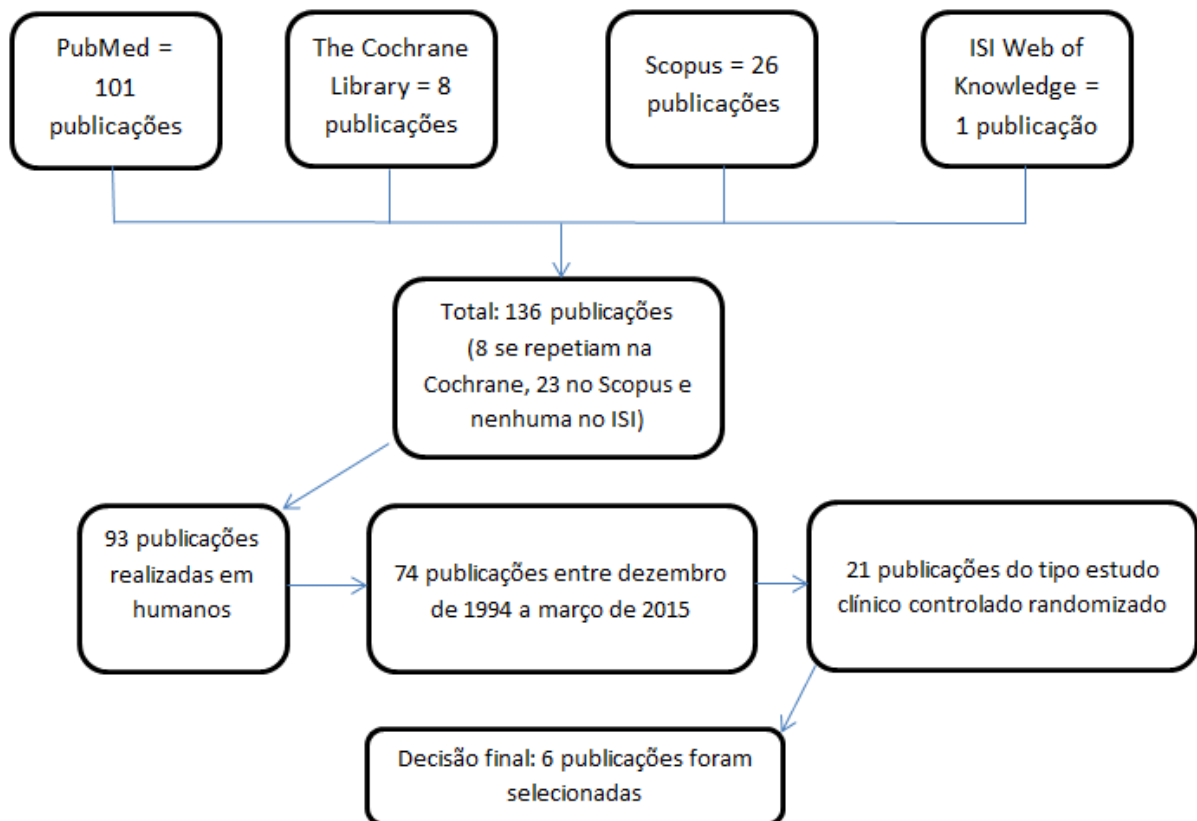 PubMed =
101
publicações
The Cochrane
Library = 8
publicações
Scopus = 26
publicações
ISI Web of
Knowledge =
1 publicação
Total: 136 publicações
(8 se repetiam na
Cochrane, 23 no Scopus e
nenhuma no ISI)
93 publicações
realizadas em
humanos
74 publicações entre dezembro
de 1994 a março de 2015
21 publicações do tipo estudo
clínico controlado randomizado
Decisão final: 6 publicações foram
selecionadas